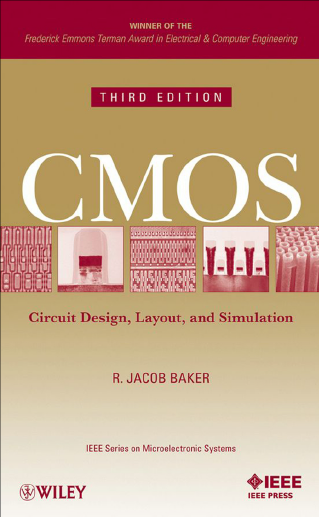 WINNER OF THE
Frederick Emmons Terman Award in Electrical & Computer Engineering
THIRD EDITION
CMOS
Circuit Design, Layout, and Simulation
R. JACOB BAKER
IEEE Series on Microelectronic Systems
WILEY
IEEE
IEEE PRESS